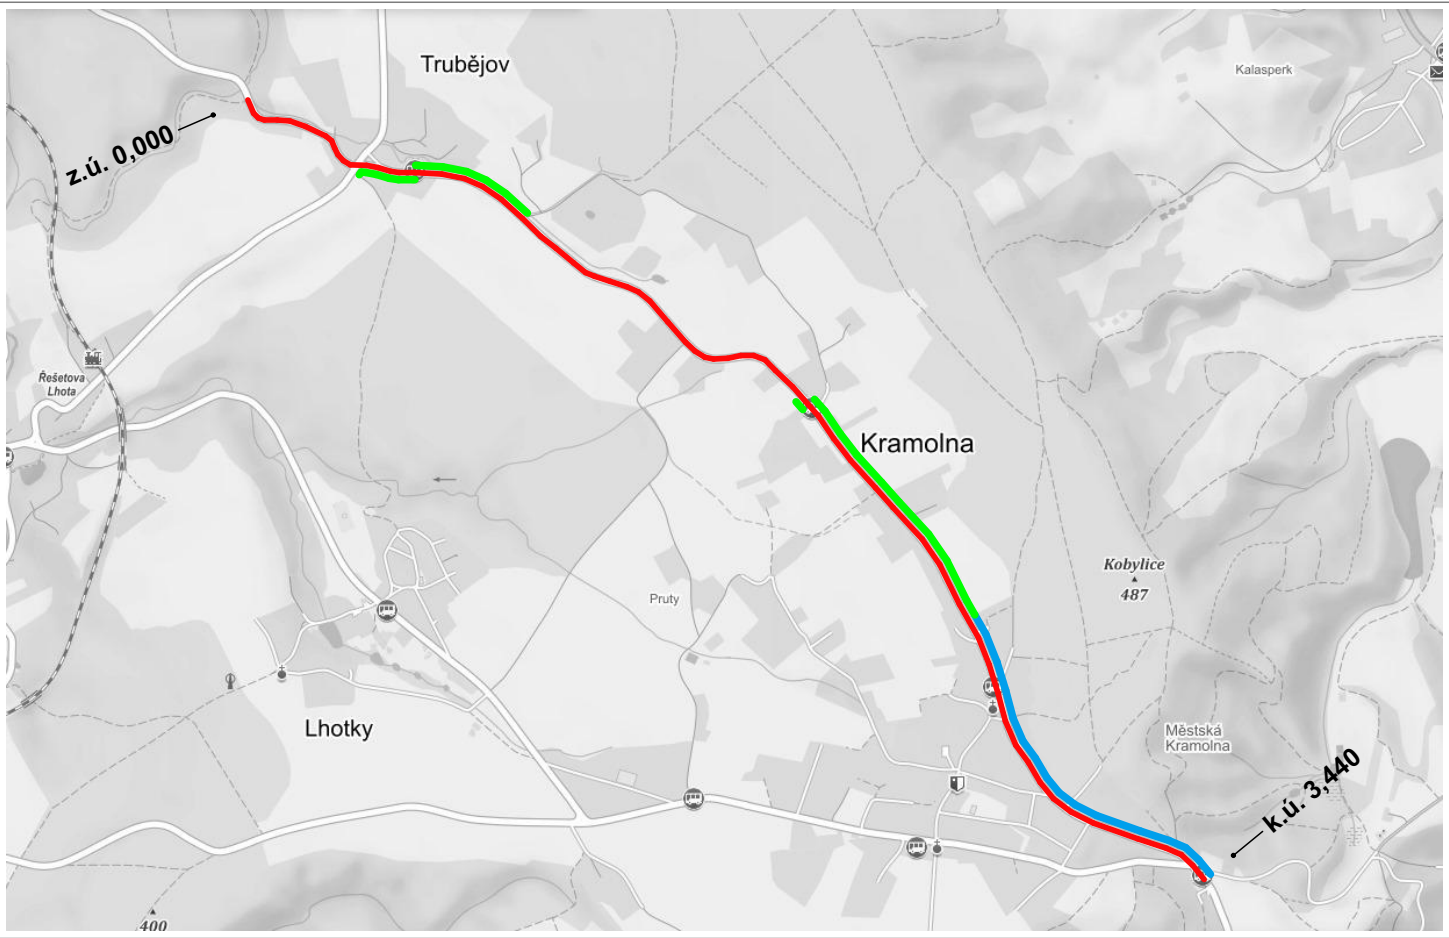 Trubějov
Kalasperk
z.ú. 0,000
Řešetova
Lhota
Kramolna
Kobylice
487
Pruty
Lhotky
Městská
Kramolna
k.ú. 3,440
400